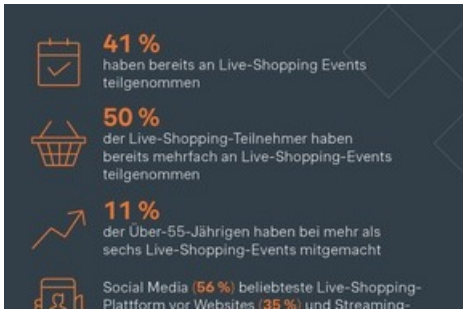 41 %
haben bereits an Live-Shopping Events
teilgenommen
50 %
der Live-Shopping-Teilnehmer haben
bereits mehrfach an Live-Shopping-Events
teilgenommen
11 %
der Über-55-Jährigen haben bei mehr als
sechs Live-Shopping-Events mitgemacht
Social Media (56 %) beliebteste Live-Shopping-
Plattform vor Websites (35 %) und Streaming-